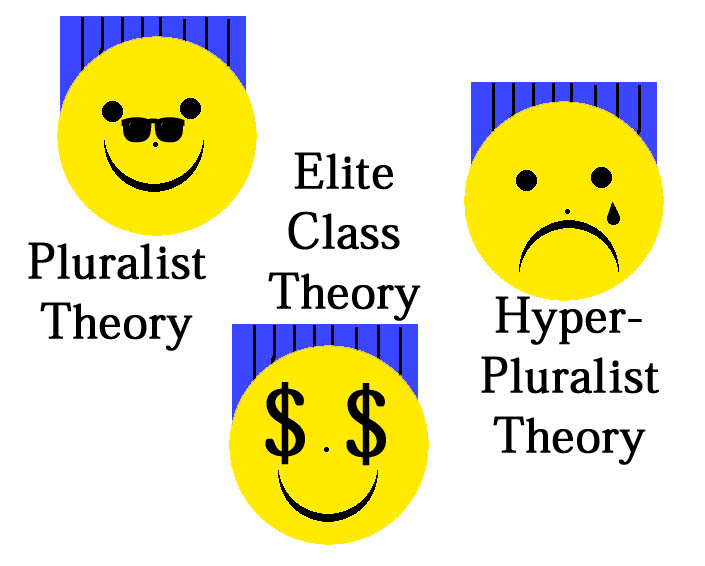 Pluralist
Theory
Elite
Class
Theory
$ $
Hyper-
Pluralist
Theory